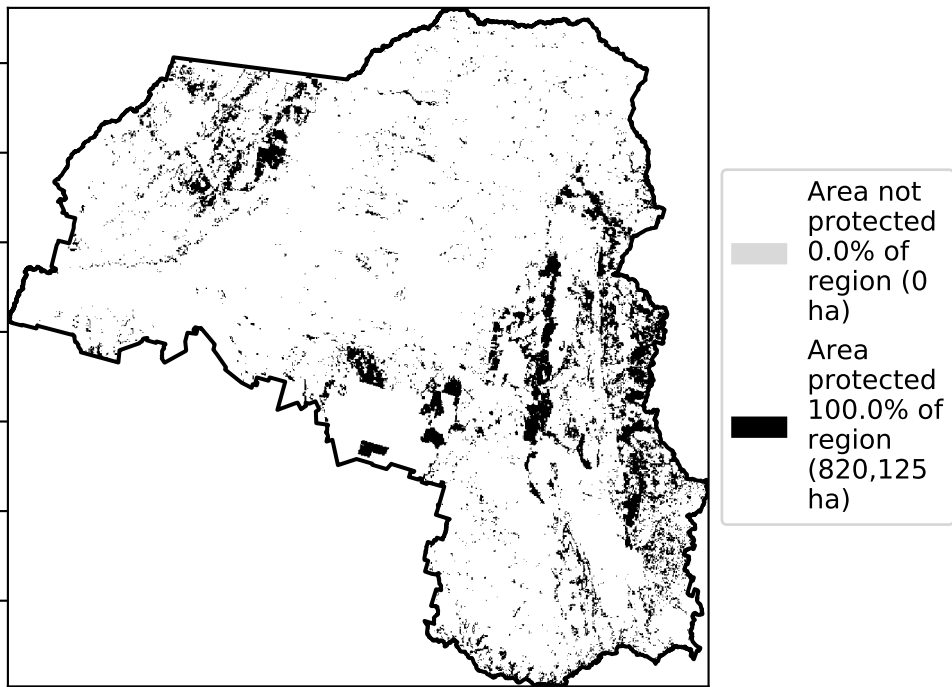 Area not
protected
0.0% of
region (0
ha)
Area
protected
100.0% of
region
(820,125
ha)